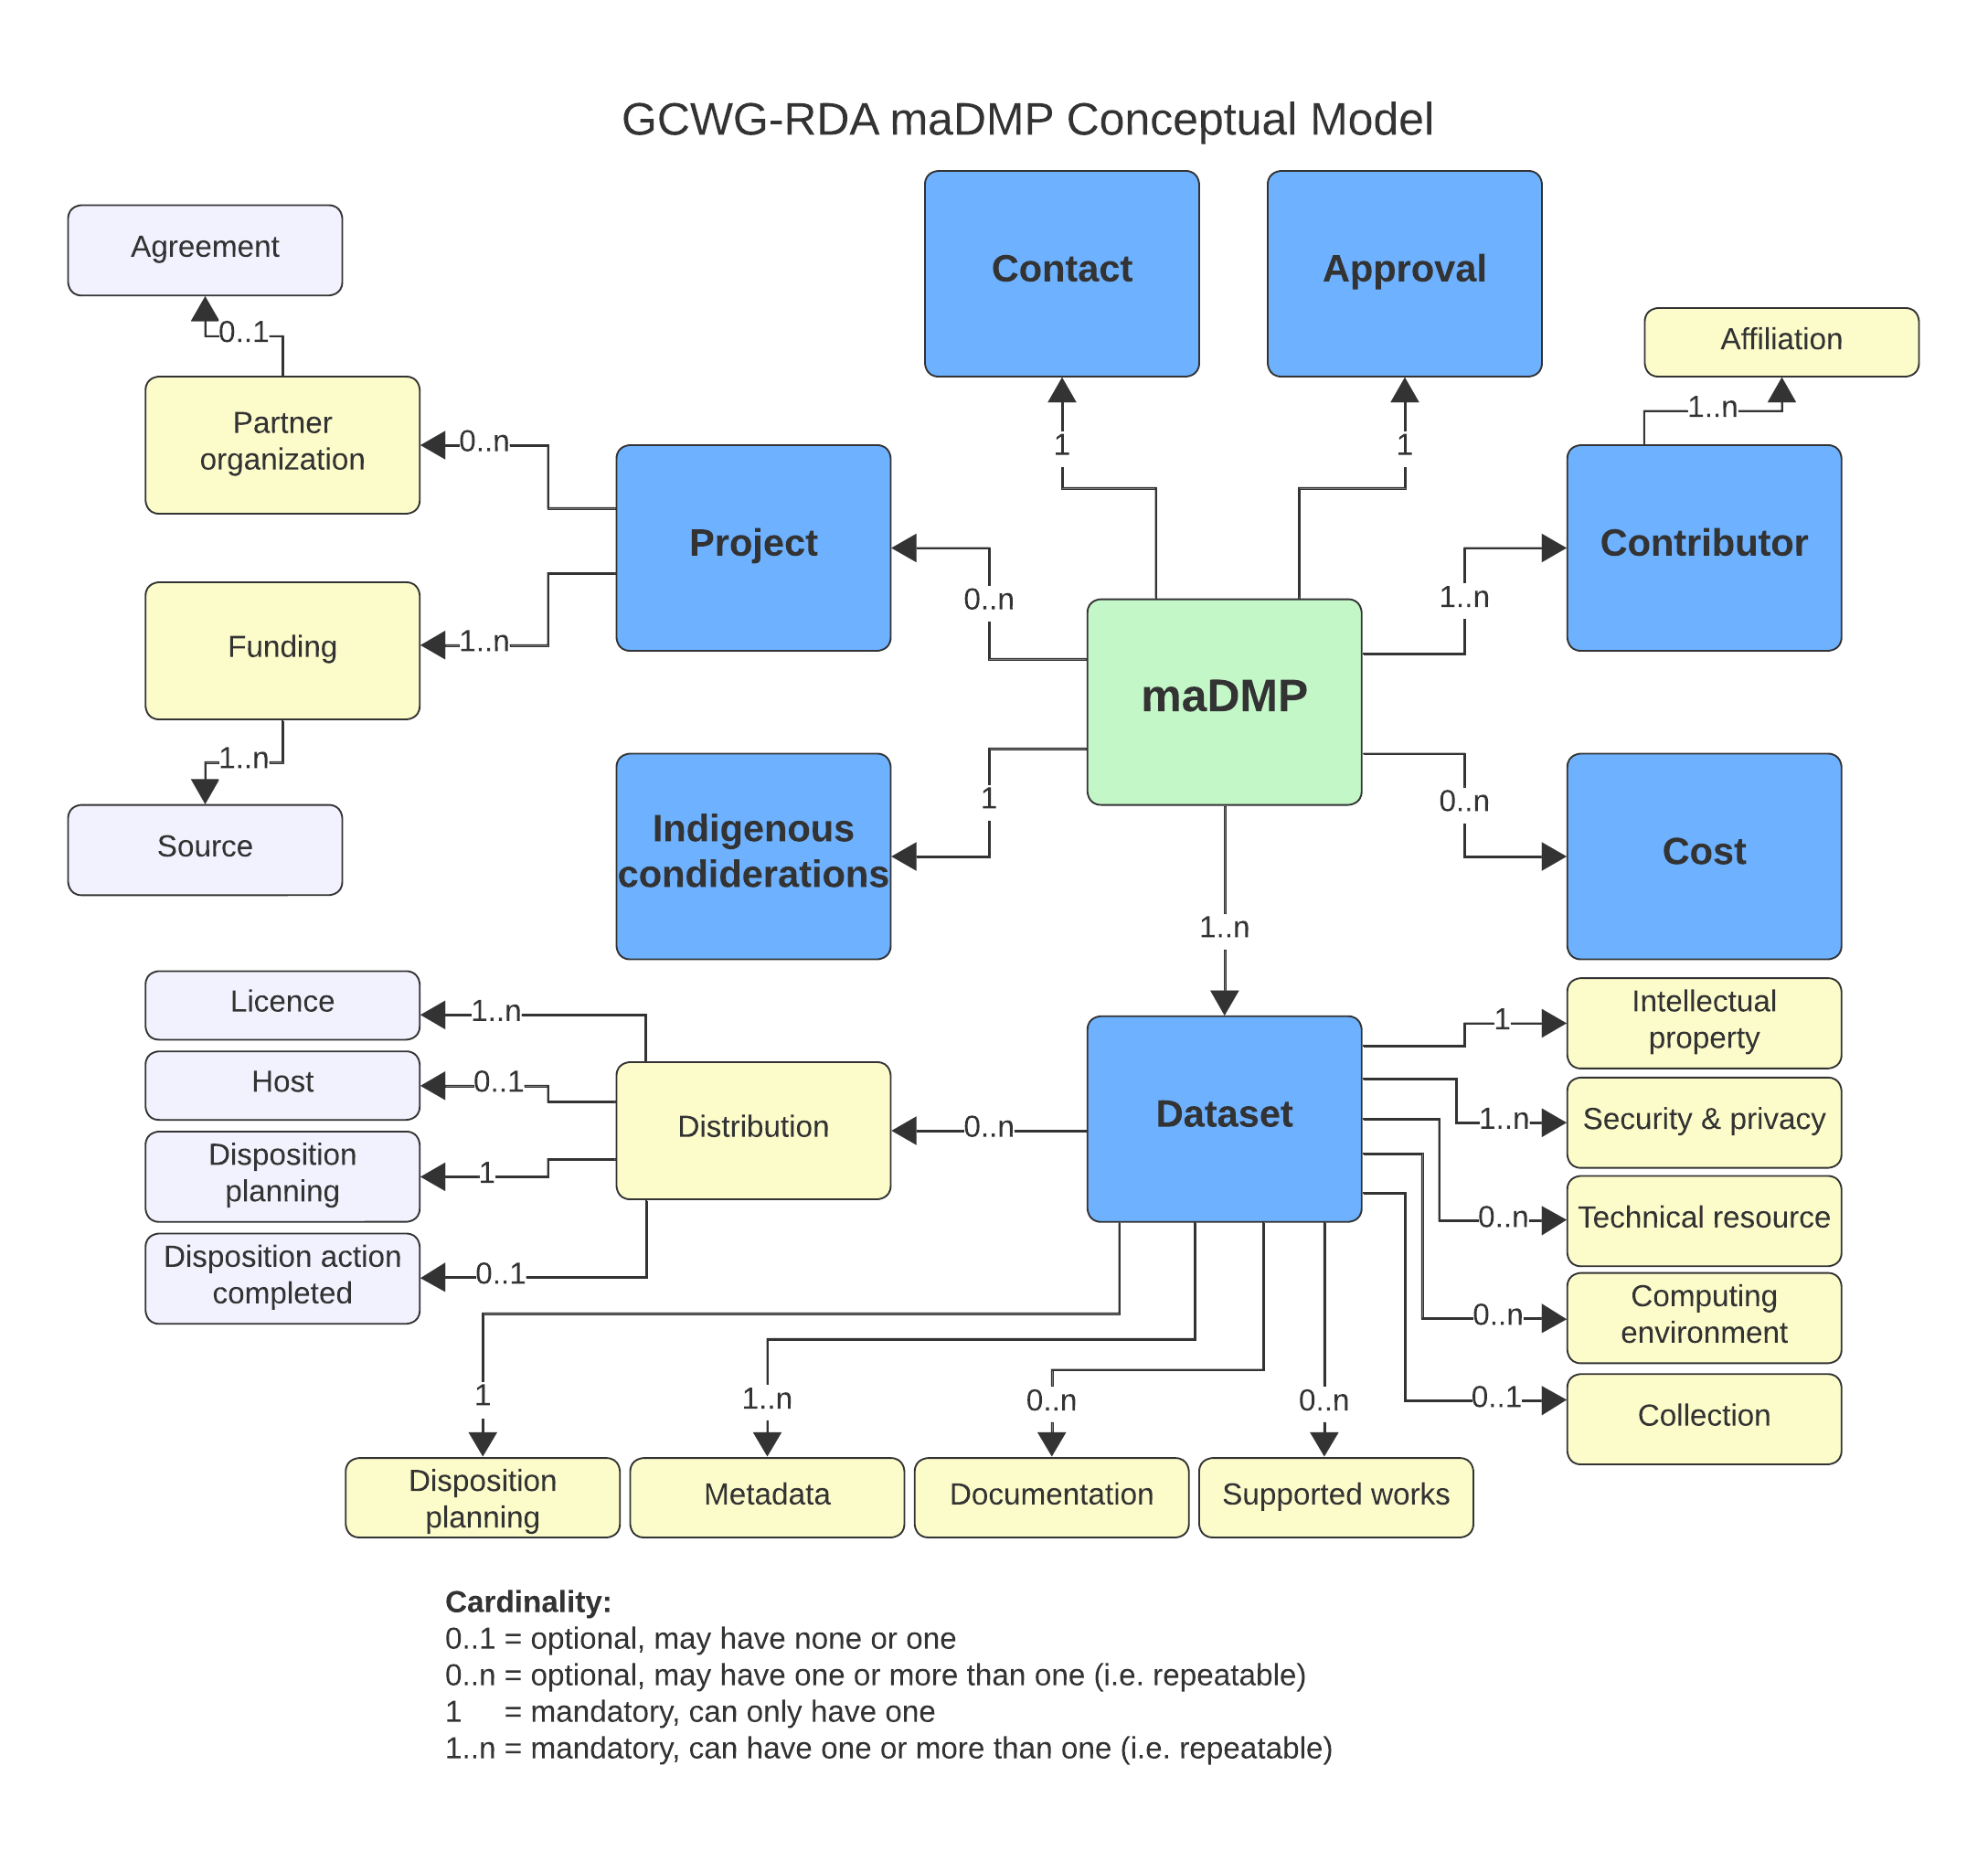 GCWG-RDA maDMP Conceptual Model
Agreement
0..1
Partner
organization
0..n
Funding
1..n
1..n
Source
Project
0..n
Contact
1
Approval
1
Affiliation
1..n
Contributor
1..n
maDMP
Indigenous
condiderations
1
Cost
0..n
1..n
Dataset
Licence
1..n
Host
0..1
Disposition
planning
1
Disposition action
completed
0..1
Distribution
0..n
Intellectual
property
1
Security & privacy
1..n
Technical resource
0..n
Computing
environment
0..n
Collection
0..1
1
1..n
0..n
0..n
Disposition
planning
Metadata
Documentation
Supported works
Cardinality:
0..1 = optional, may have none or one
0..n = optional, may have one or more than one (i.e. repeatable)
1 = mandatory, can only have one
1..n = mandatory, can have one or more than one (i.e. repeatable)